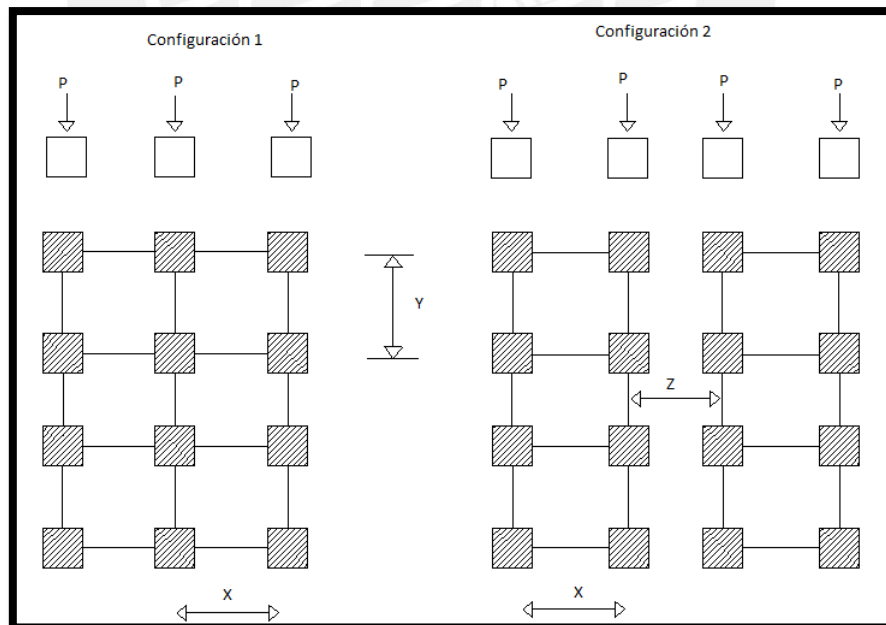 Configuración 1
Configuración 2
P P P
P P P P
Y
Z
X
X